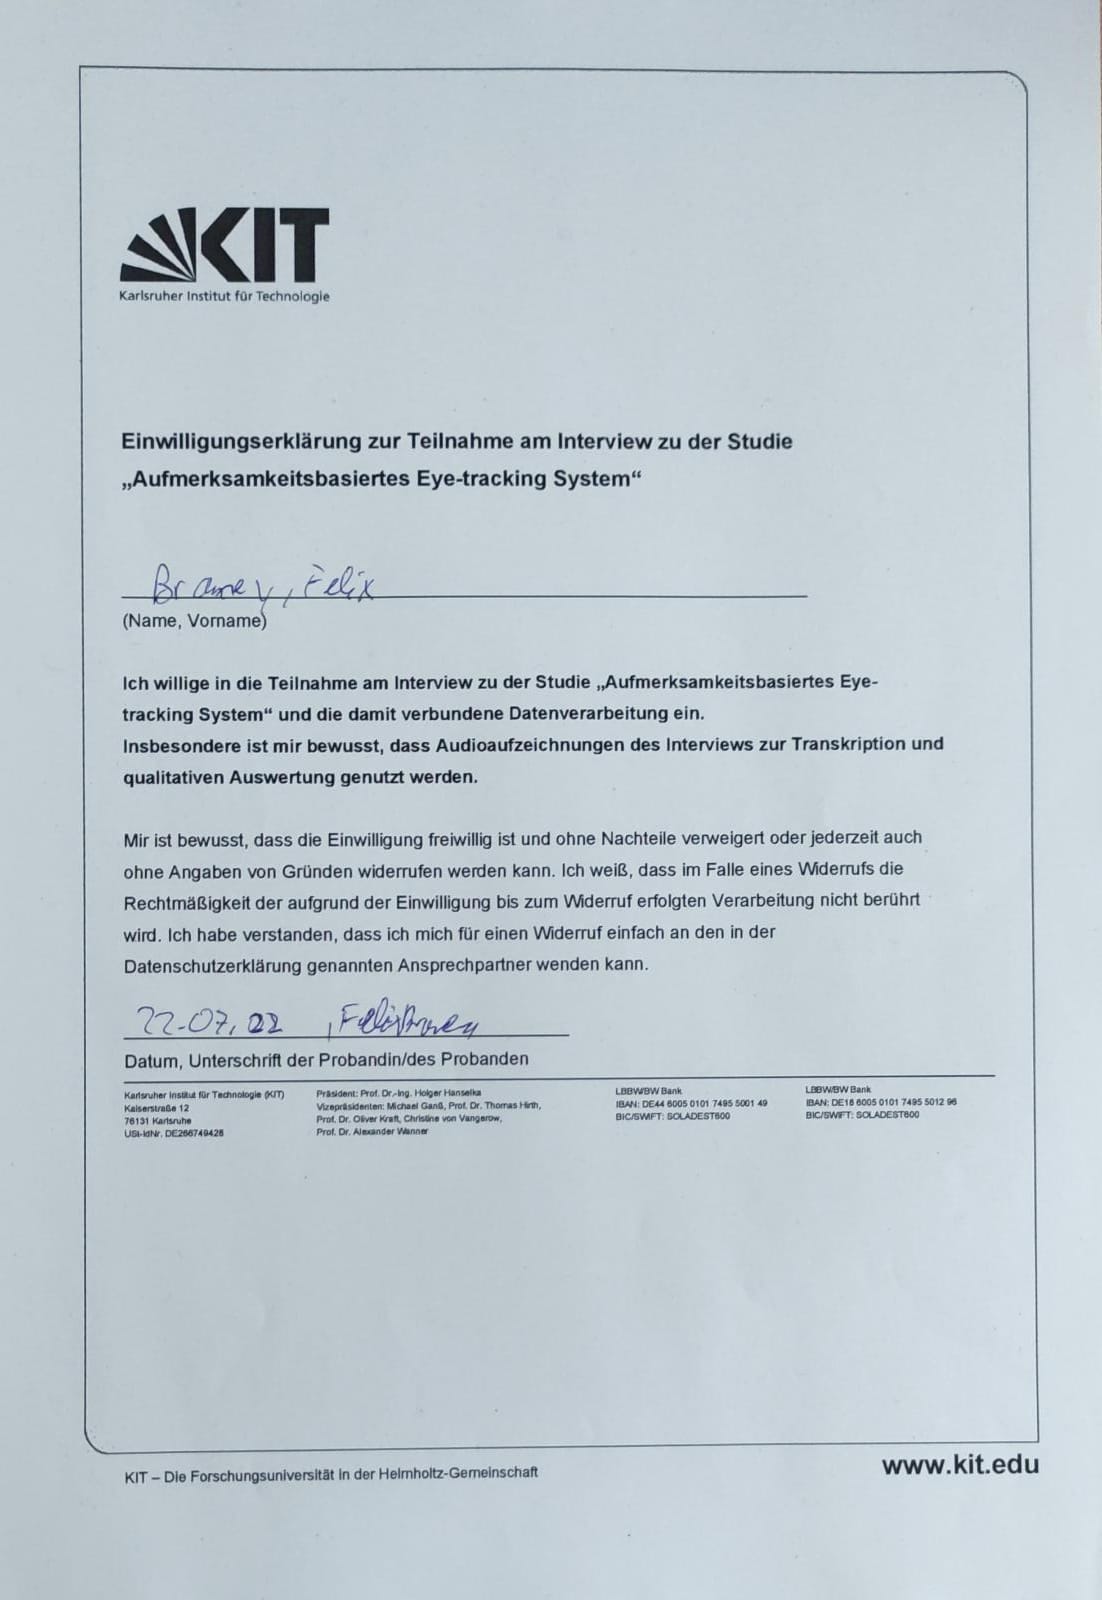 KIT
Karlsruher Institut für Technologie
Einwilligungserklärung zur Teilnahme am Interview zu der Studie
„Aufmerksamkeitsbasiertes Eye-tracking System“
Felix
(Name, Vorname)
Ich willige in die Teilnahme am Interview zu der Studie „Aufmerksamkeitsbasiertes Eye-
tracking System“ und die damit verbundene Datenverarbeitung ein.
Insbesondere ist mir bewusst, dass Audioaufzeichnungen des Interviews zur Transkription und
qualitativen Auswertung genutzt werden.
Mir ist bewusst, dass die Einwilligung freiwillig ist und ohne Nachteile verweigert oder jederzeit auch
ohne Angaben von Gründen widerrufen werden kann. Ich weiß, dass im Falle eines Widerrufs die
Rechtmäßigkeit der aufgrund der Einwilligung bis zum Widerruf erfolgten Verarbeitung nicht berührt
wird. Ich habe verstanden, dass ich mich für einen Widerruf einfach an den in der
Datenschutzerklärung genannten Ansprechpartner wenden kann.
22.07.22
Datum, Unterschrift der Probandin/des Probanden
Karlsruher Institut für Technologie (KIT)
Kaiserstraße 12
76131 Karlsruhe
USt-IdNr. DE266749428
Präsident: Prof. Dr.-Ing. Holger Hanselka
Vizepräsidenten: Michael Ganß, Prof. Dr. Thomas Hirth,
Prof. Dr. Oliver Kraft, Christine von Vangerow,
Prof. Dr. Alexander Wanner
LBBW/BW Bank
IBAN: DE44 6005 0101 7495 5001 49
BIC/SWIFT: SOLADEST600
LBBW/BW Bank
IBAN: DE18 6005 0101 7495 5012 96
BIC/SWIFT: SOLADEST600
KIT – Die Forschungsuniversität in der Helmholtz-Gemeinschaft
www.kit.edu